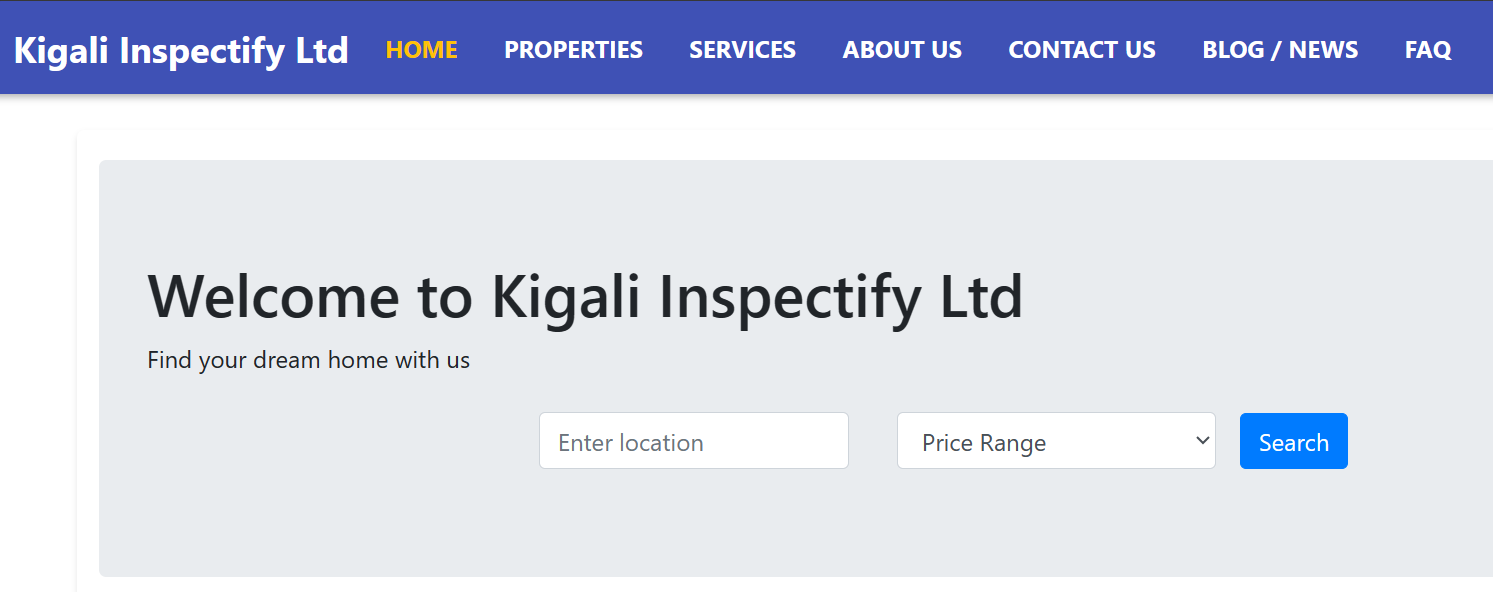 Kigali Inspectify Ltd HOME PROPERTIES SERVICES ABOUT US CONTACT US BLOG / NEWS FAQ
Welcome to Kigali Inspectify Ltd
Find your dream home with us
Enter location Price Range Search